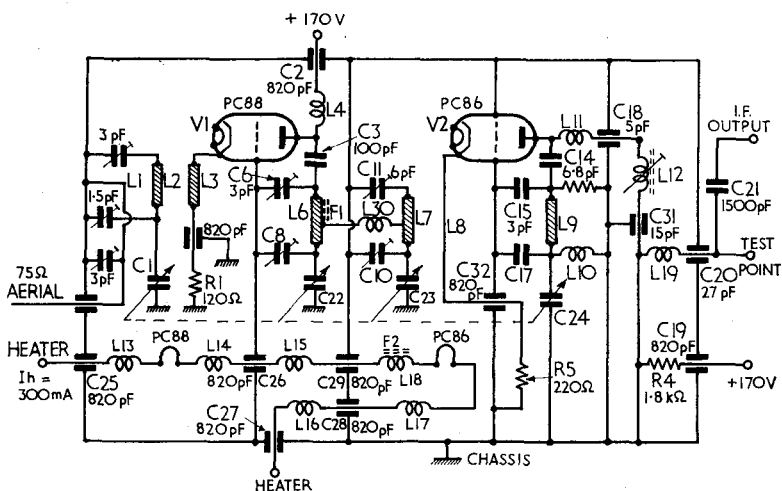 + 170V
C2
820pF
L4
PC88
V1
C3
100pF
3 pF
L1
L2
L3
C6
3pF
L6
F1
C11
6pF
L30
L7
1·5pF
3pF
820pF
C8
C10
C1
R1
120Ω
C22
C23
75Ω
AERIAL
PC86
V2
L11
C18
5pF
I.F.
OUTPUT
C14
6·8pF
L12
C21
1500pF
C15
3pF
L8
L9
C31
15pF
C17
L10
L19
TEST
POINT
C20
27pF
C32
820
pF
C24
R5
220Ω
C19
820pF
R4
1·8kΩ
+170V
HEATER
Ih =
300mA
L13
PC88
L14
L15
F2
L18
PC86
C25
820pF
820pF
C26
C29
820pF
C27
820pF
L16
C28
820pF
L17
HEATER
CHASSIS